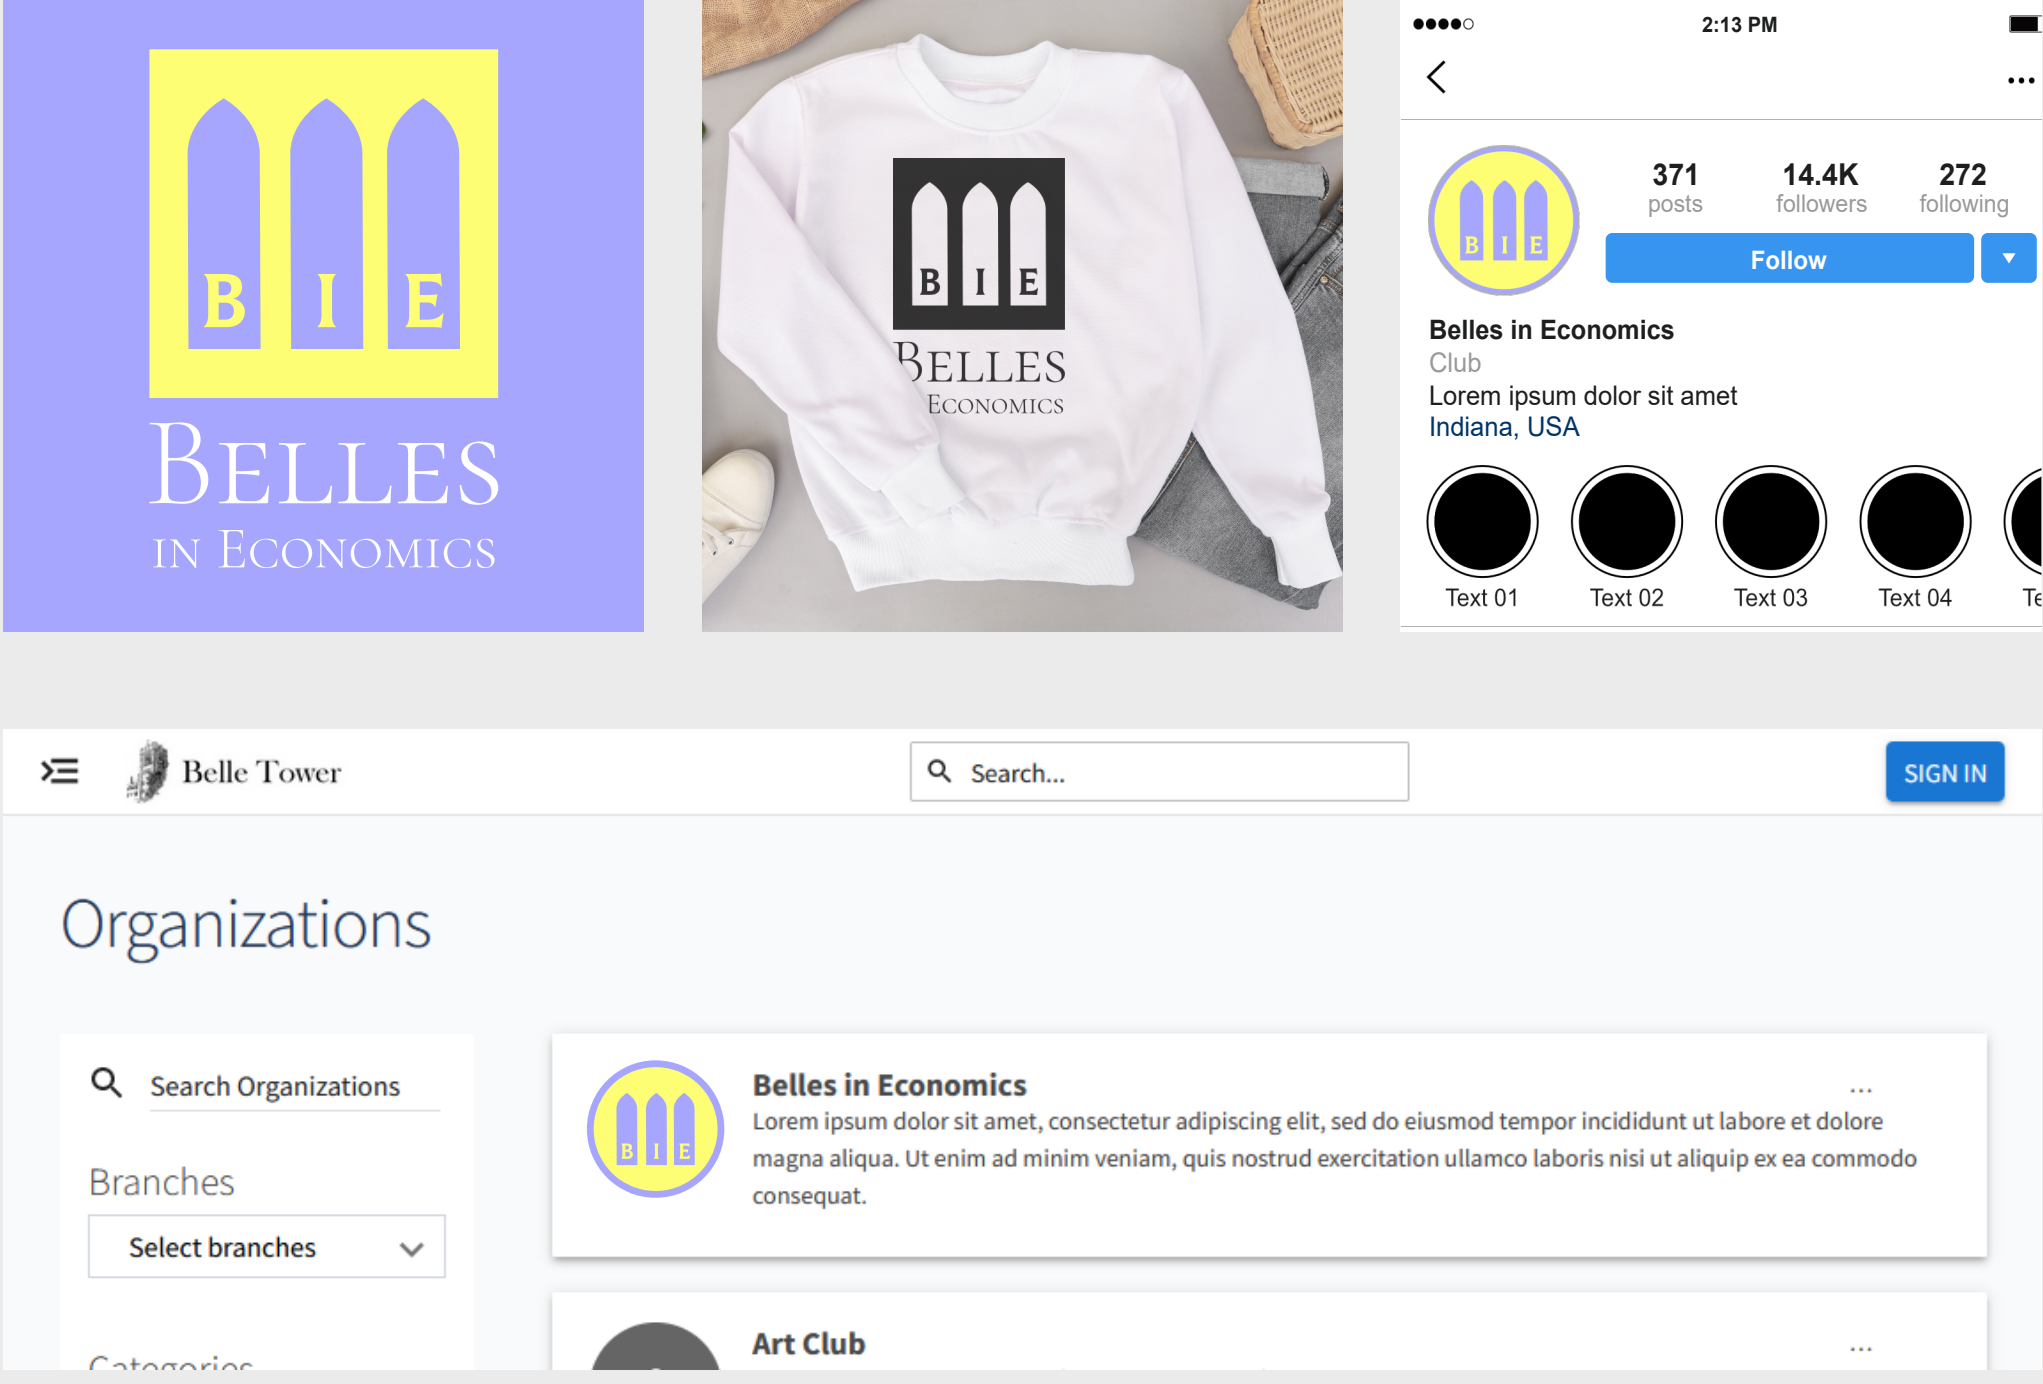 B I E
BELLES
IN ECONOMICS
B I E
BELLES
ECONOMICS
2:13 PM
371
posts
14.4K
followers
272
following
B I E
Follow
Belles in Economics
Club
Lorem ipsum dolor sit amet
Indiana, USA
Text 01
Text 02
Text 03
Text 04
Belle Tower
Search...
SIGN IN
Organizations
Search Organizations
Branches
Select branches
Categories
B I E
Belles in Economics
...
Lorem ipsum dolor sit amet, consectetur adipiscing elit, sed do eiusmod tempor incididunt ut labore et dolore
magna aliqua. Ut enim ad minim veniam, quis nostrud exercitation ullamco laboris nisi ut aliquip ex ea commodo
consequat.
Art Club
...